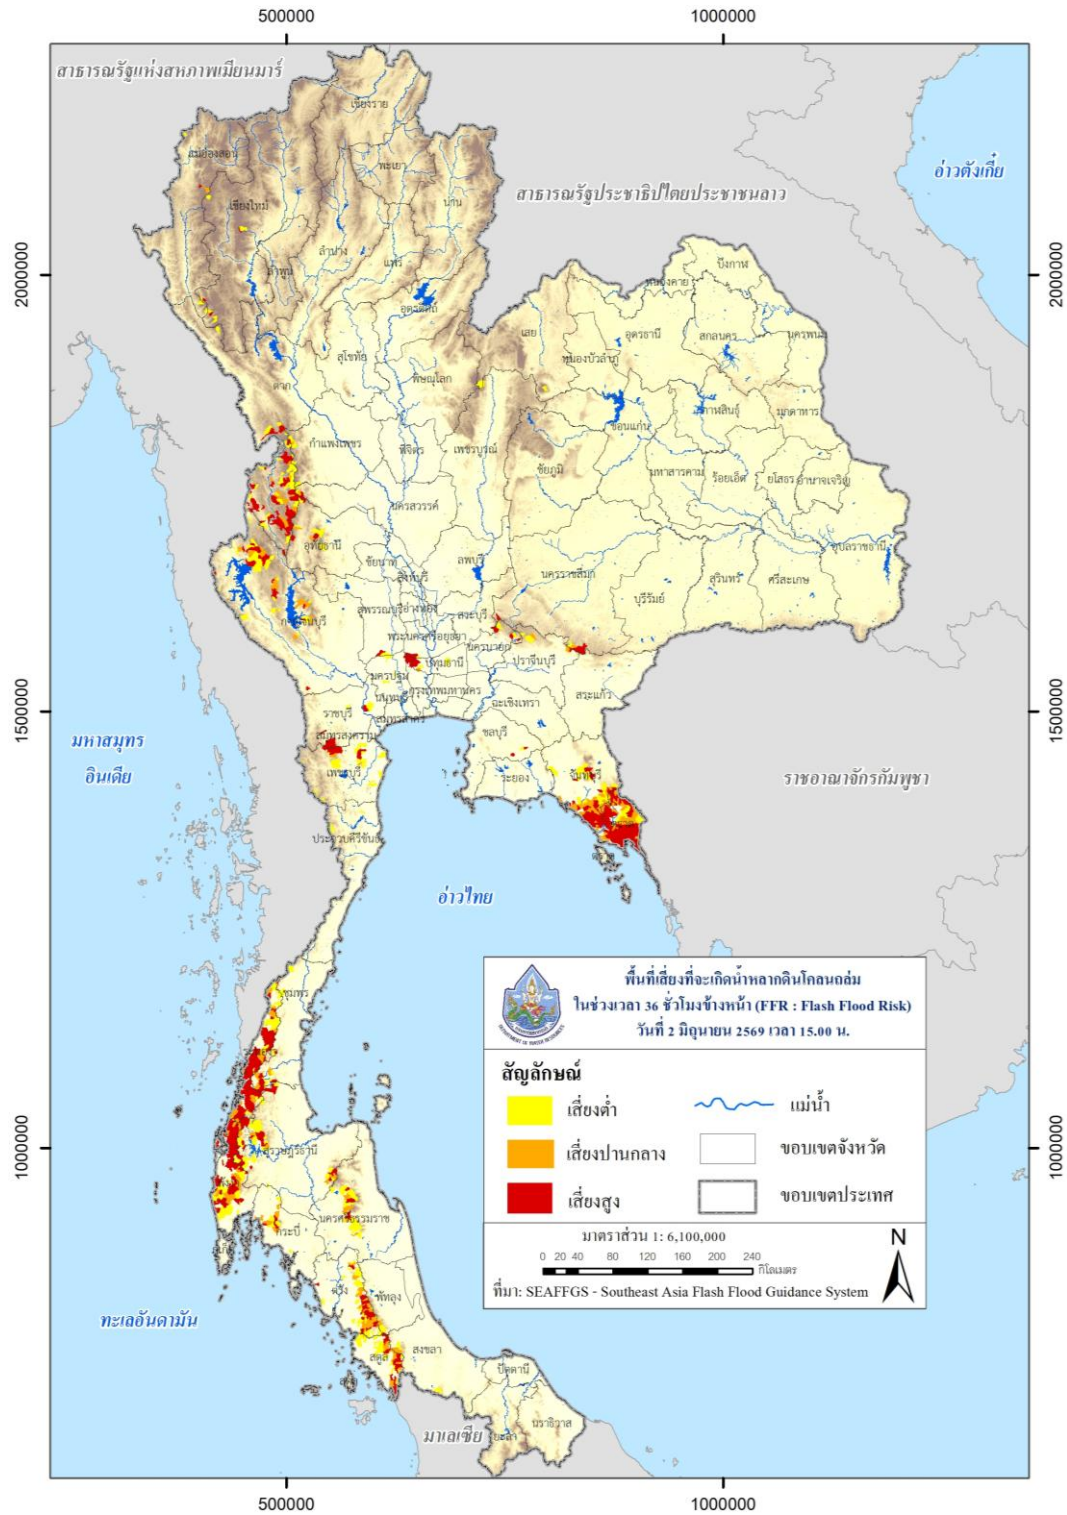 500000
1000000
สาธารณรัฐแห่งสหภาพเมียนมาร์
เชียงราย
แม่ฮ่องสอน
พะเยา
อ่าวตังเกี๋ย
สาธารณรัฐประชาธิปไตยประชาชนลาว
เชียงใหม่
น่าน
ลำปาง
ลำพูน
แพร่
บึงกาฬ
2000000
2000000
หนองคาย
อุตรดิตถ์
เลย
อุดรธานี
สกลนคร
นครพนม
สุโขทัย
หนองบัวลำภู
ตาก
พิษณุโลก
กาฬสินธุ์
มุกดาหาร
ขอนแก่น
กำแพงเพชร
พิจิตร
เพชรบูรณ์
ชัยภูมิ
มหาสารคาม
ร้อยเอ็ด
ยโสธร
อำนาจเจริญ
นครสวรรค์
อุทัยธานี
อุบลราชธานี
ชัยนาท
ลพบุรี
สิงห์บุรี
นครราชสีมา
สุรินทร์
ศรีสะเกษ
บุรีรัมย์
สุพรรณบุรี
อ่างทอง
สระบุรี
กาญจนบุรี
พระนครศรีอยุธยา
นครนายก
ปราจีนบุรี
ปทุมธานี
นครปฐม
นนทบุรี
กรุงเทพมหานคร
สระแก้ว
ฉะเชิงเทรา
1500000
1500000
ราชบุรี
สมุทรสาคร
สมุทรสงคราม
ชลบุรี
มหาสมุทร
อินเดีย
เพชรบุรี
ระยอง
จันทบุรี
ราชอาณาจักรกัมพูชา
ประจวบคีรีขันธ์
อ่าวไทย
ชุมพร
พื้นที่เสี่ยงที่จะเกิดน้ำหลากดินโคลนถล่ม
ในช่วงเวลา 36 ชั่วโมงข้างหน้า (FFR : Flash Flood Risk)
วันที่ 2 มิถุนายน 2569 เวลา 15.00 น.
สัญลักษณ์
เสี่ยงต่ำ
แม่น้ำ
เสี่ยงปานกลาง
ขอบเขตจังหวัด
เสี่ยงสูง
ขอบเขตประเทศ
มาตราส่วน 1: 6,100,000
N
0 20 40 80 120 160 200 240
กิโลเมตร
ที่มา: SEAFFGS - Southeast Asia Flash Flood Guidance System
1000000
1000000
สุราษฎร์ธานี
นครศรีธรรมราช
กระบี่
ตรัง
พัทลุง
ทะเลอันดามัน
สตูล
สงขลา
ปัตตานี
มาเลเซีย
ยะลา
นราธิวาส
500000
1000000